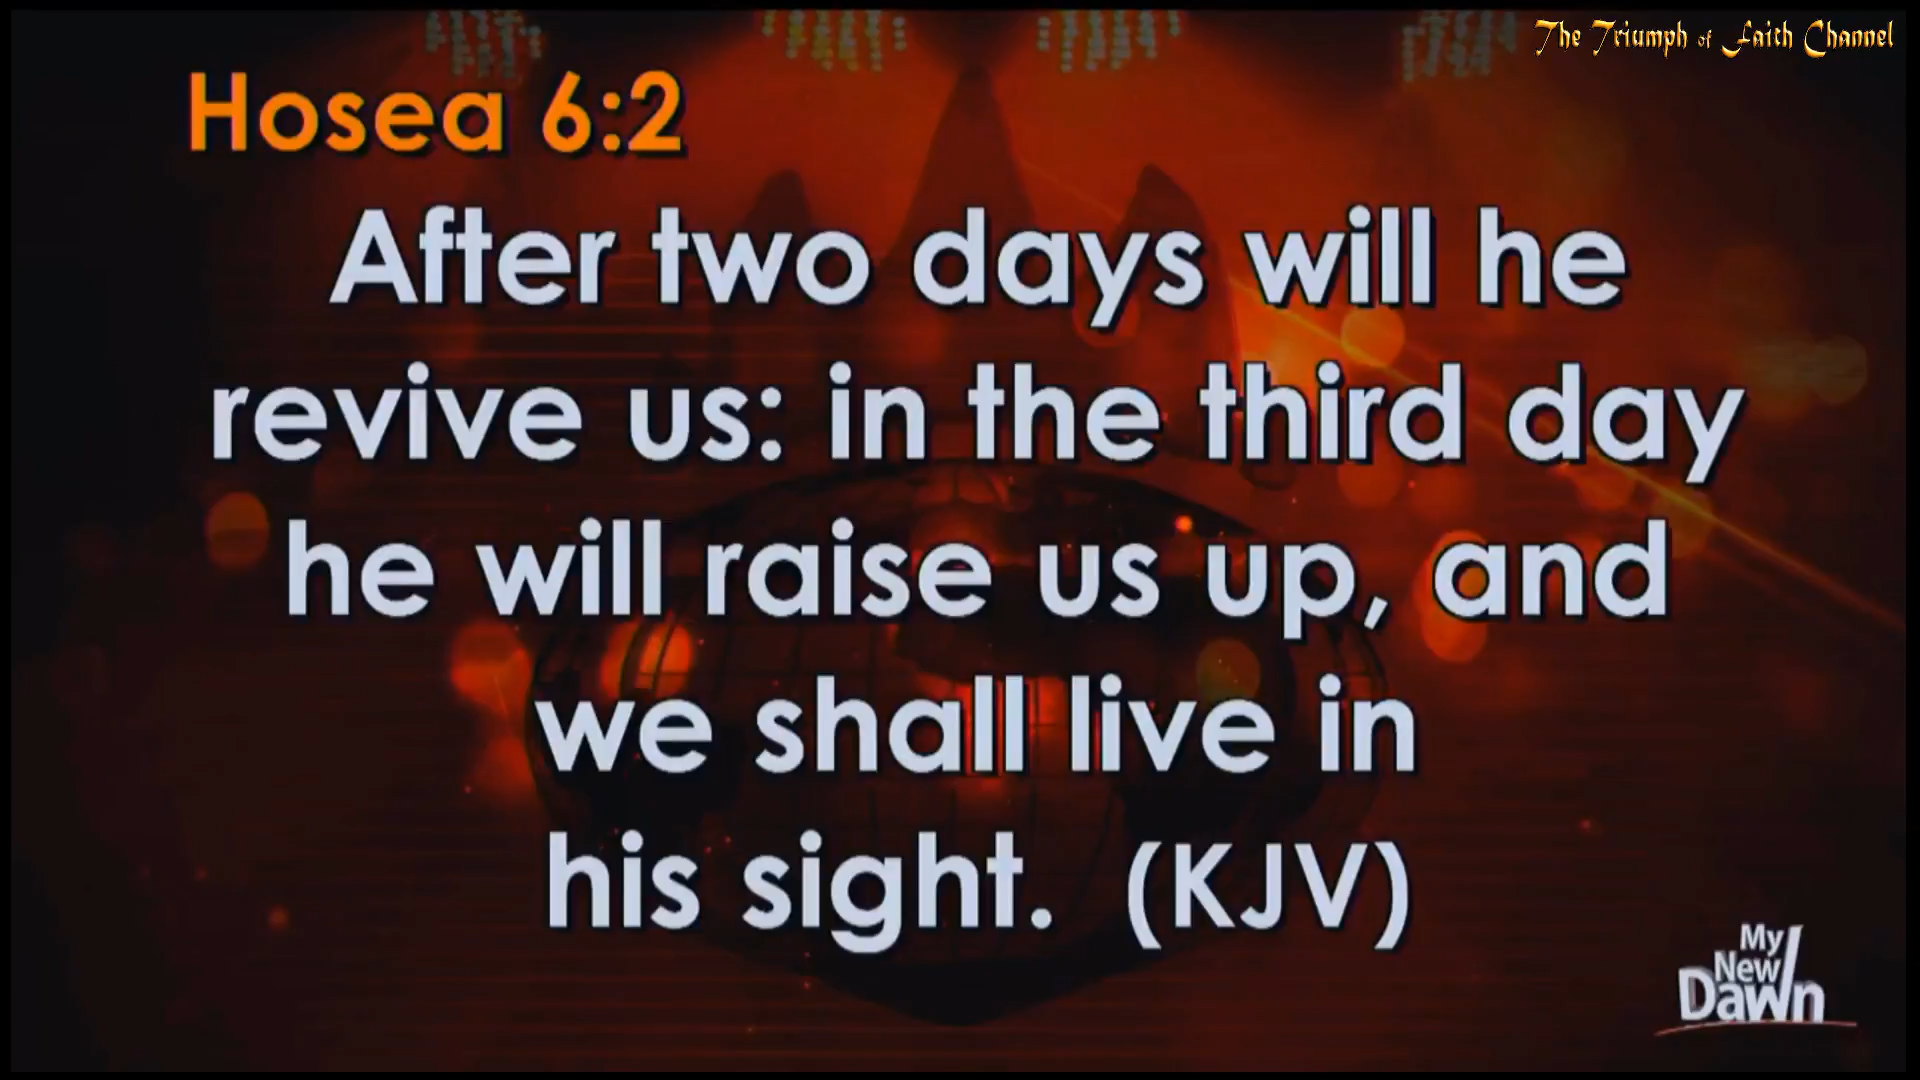 The Triumph of Faith Channel
Hosea 6:2
After two days will he
revive us: in the third day
he will raise us up, and
we shall live in
his sight. (KJV)
My
New
Dawn